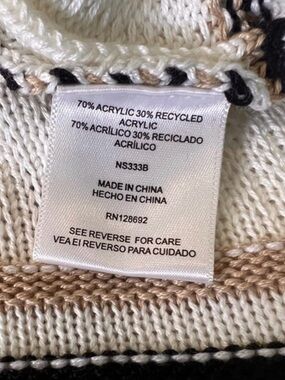 70% ACRYLIC 30% RECYCLED
ACRYLIC
70% ACRÍLICO 30% RECICLADO
ACRÍLICO
NS333B
MADE IN CHINA
HECHO EN CHINA
RN128692
SEE REVERSE FOR CARE
VEA EI REVERSO PARA CUIDADO